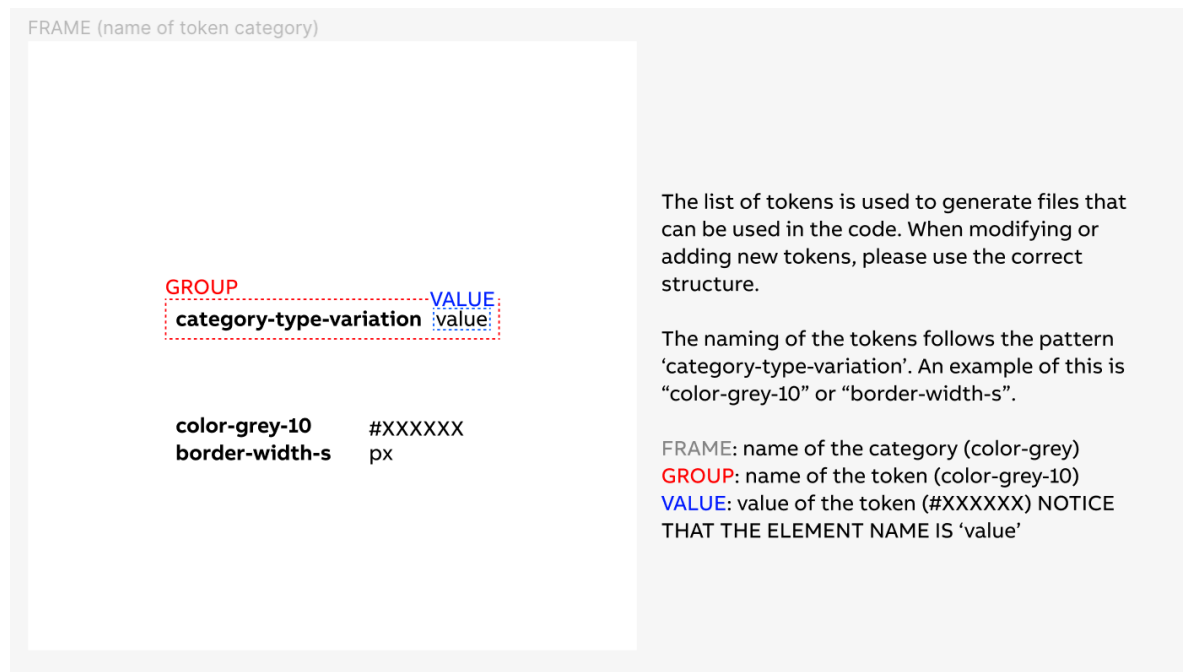 FRAME (name of token category)
GROUP
VALUE
category-type-variation value
color-grey-10 #XXXXXX
border-width-s px
The list of tokens is used to generate files that
can be used in the code. When modifying or
adding new tokens, please use the correct
structure.
The naming of the tokens follows the pattern
‘category-type-variation’. An example of this is
“color-grey-10” or “border-width-s”.
FRAME: name of the category (color-grey)
GROUP: name of the token (color-grey-10)
VALUE: value of the token (#XXXXXX) NOTICE
THAT THE ELEMENT NAME IS ‘value’